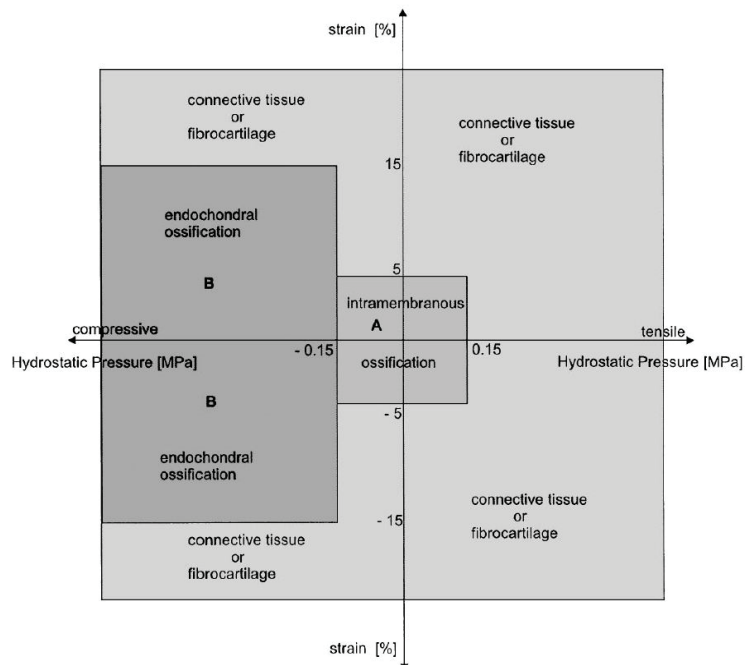 strain [%]
connective tissue
or
fibrocartilage
connective tissue
or
fibrocartilage
15
endochondral
ossification
5
B
intramembranous
A
compressive
tensile
- 0.15
0.15
Hydrostatic Pressure [MPa]
ossification
Hydrostatic Pressure [MPa]
B
- 5
endochondral
ossification
connective tissue
or
fibrocartilage
- 15
connective tissue
or
fibrocartilage
strain [%]